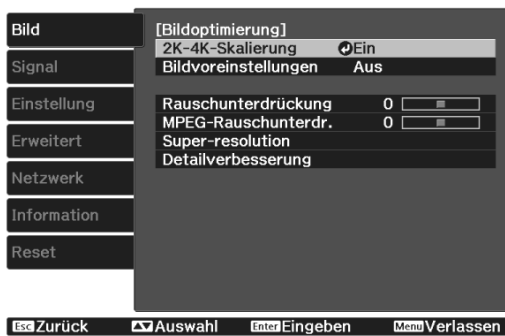 Bild
Signal
Einstellung
Erweitert
Netzwerk
Information
Reset
[Bildoptimierung]
2K-4K-Skalierung Ein
Bildvoreinstellungen Aus
Rauschunterdrückung 0
MPEG-Rauschunterdr. 0
Super-resolution
Detailverbesserung
Esc Zurück Auswahl Enter Eingeben Menu Verlassen